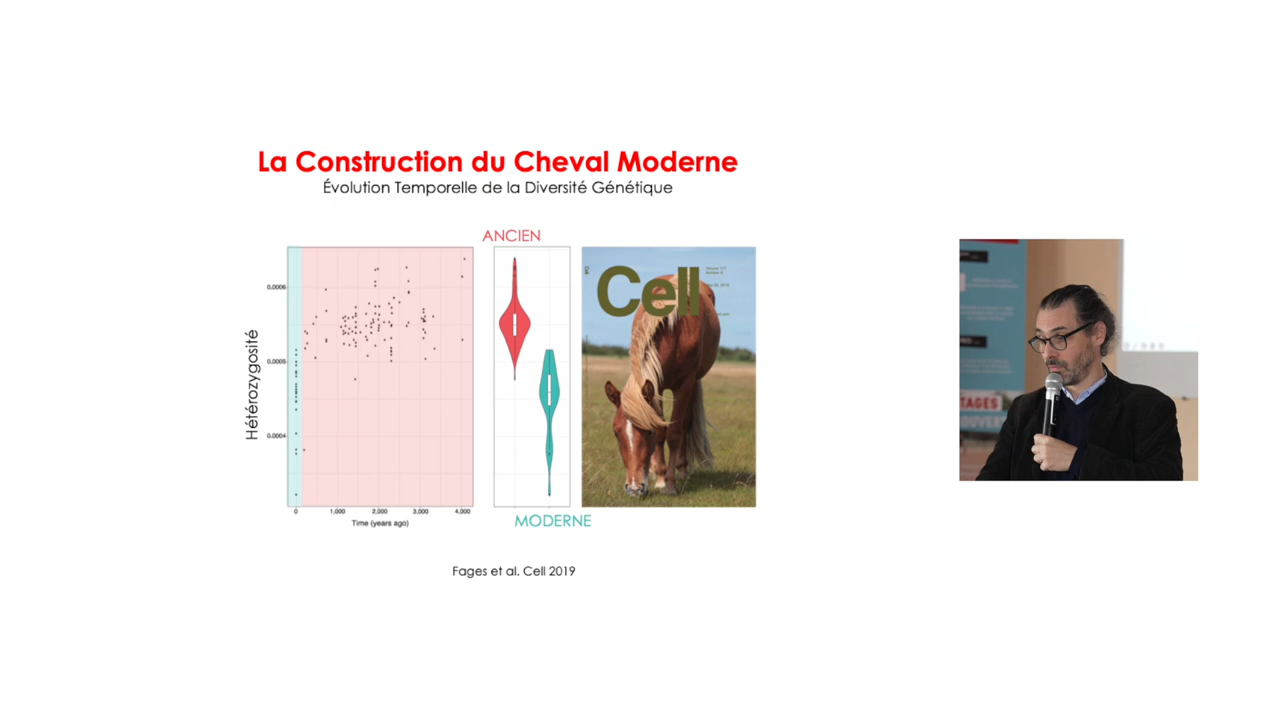 La Construction du Cheval Moderne
Évolution Temporelle de la Diversité Génétique
ANCIEN
Hétérozygosité
0.0006
0.0005
0.0004
0
1,000
2,000
3,000
4,000
Time (years ago)
Cell
MODERNE
Fages et al. Cell 2019
TAGES